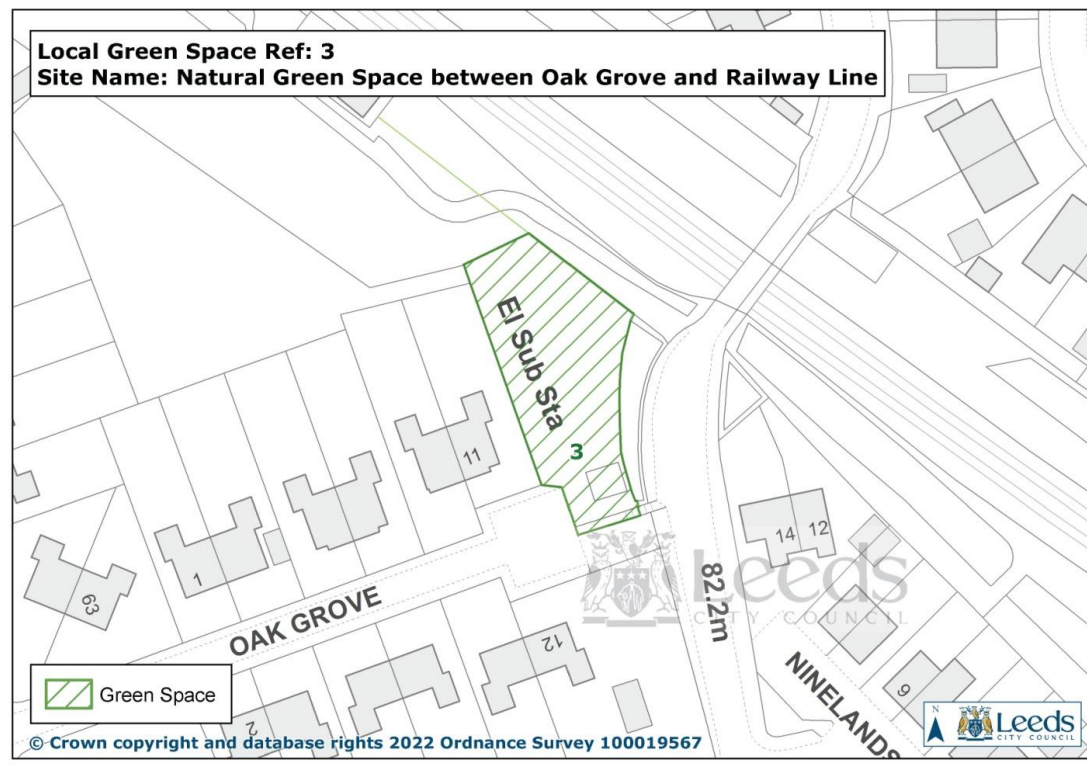 Local Green Space Ref: 3
Site Name: Natural Green Space between Oak Grove and Railway Line
El Sub Sta
3
11
1
63
OAK GROVE
12
2
14 12
82.2m
NINELANDS
9
Leeds
CITY COUNCIL
Green Space
N
Leeds
CITY COUNCIL
© Crown copyright and database rights 2022 Ordnance Survey 100019567